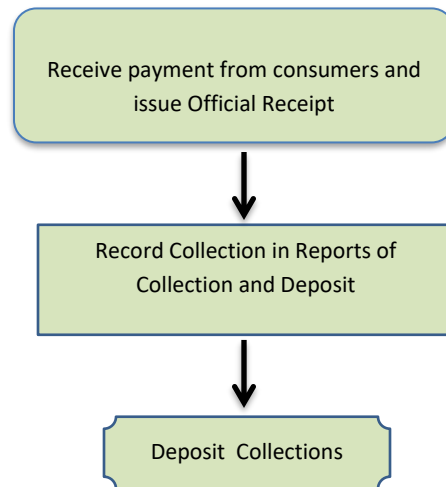 Receive payment from consumers and
issue Official Receipt
Record Collection in Reports of
Collection and Deposit
Deposit Collections